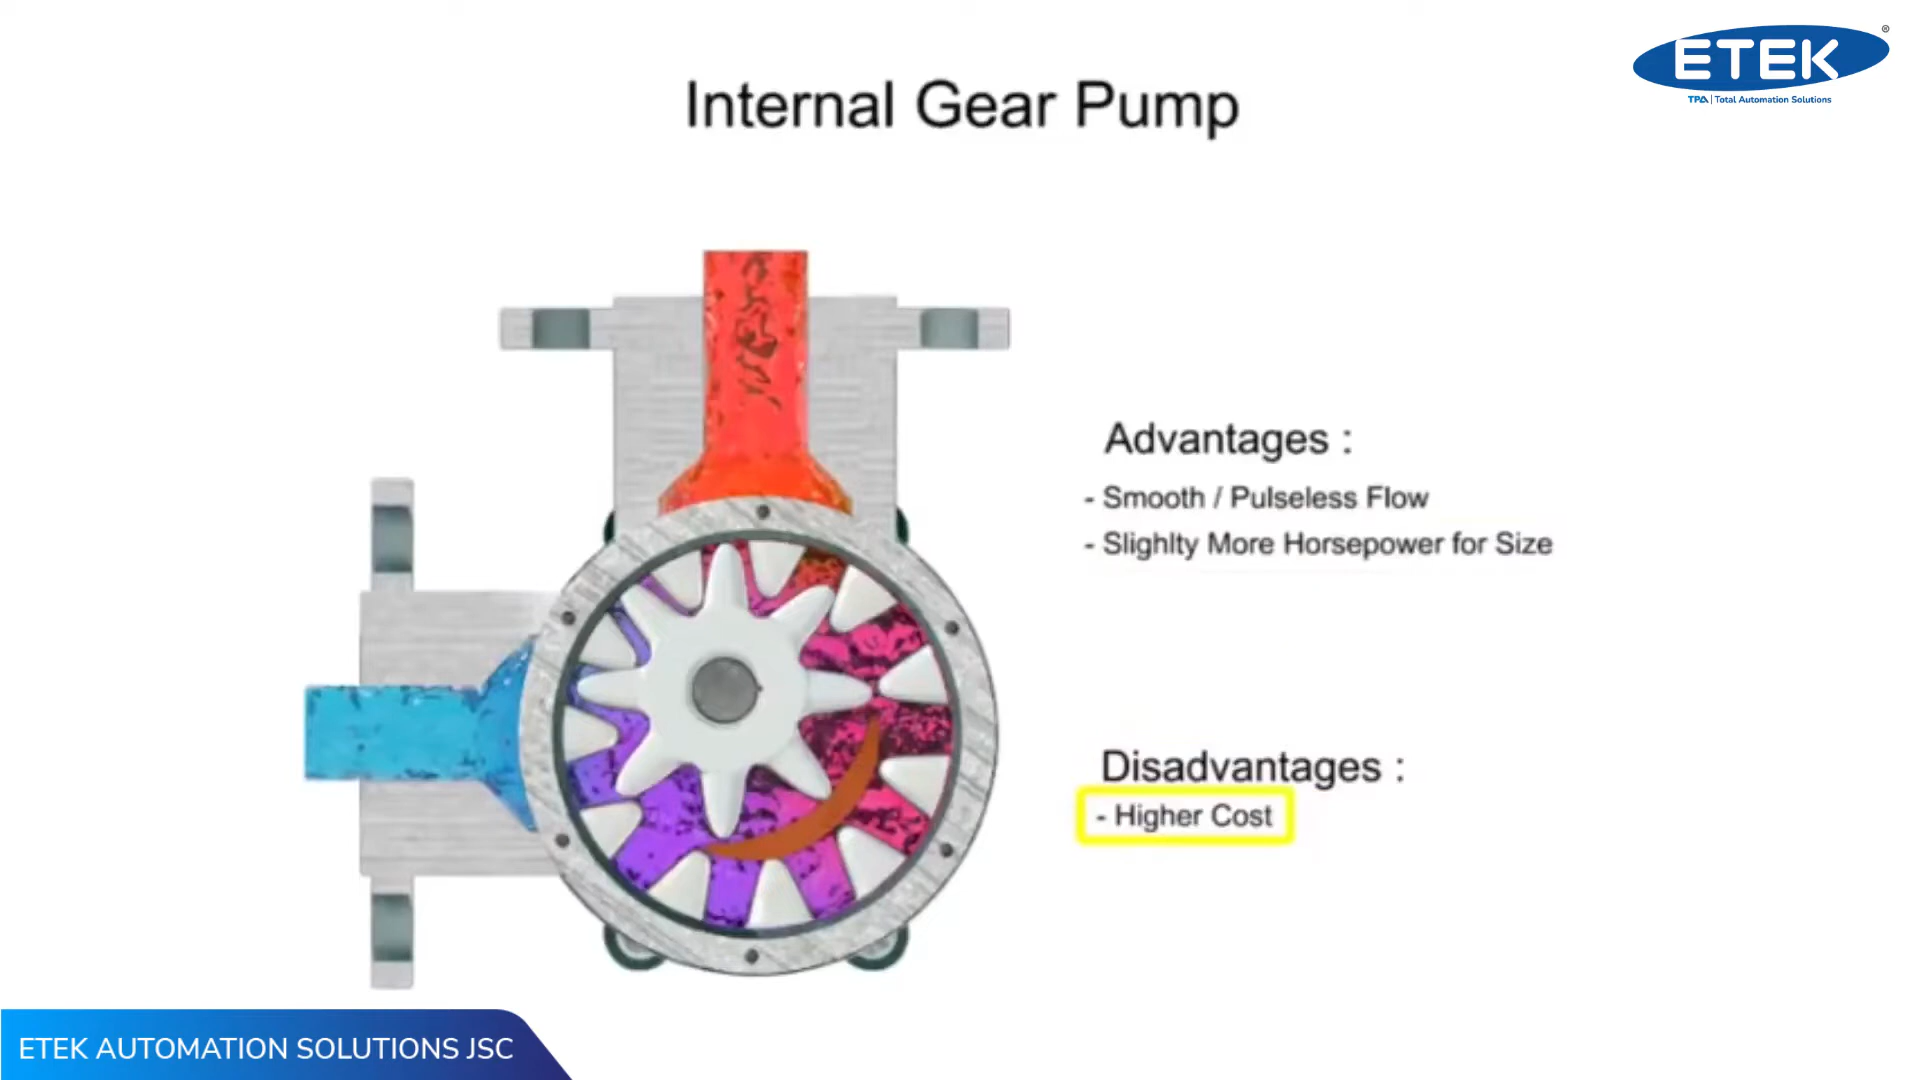 ETEK®
TPA | Total Automation Solutions
Internal Gear Pump
Advantages :
- Smooth / Pulseless Flow
- Slighlty More Horsepower for Size
Disadvantages :
- Higher Cost
ETEK AUTOMATION SOLUTIONS JSC